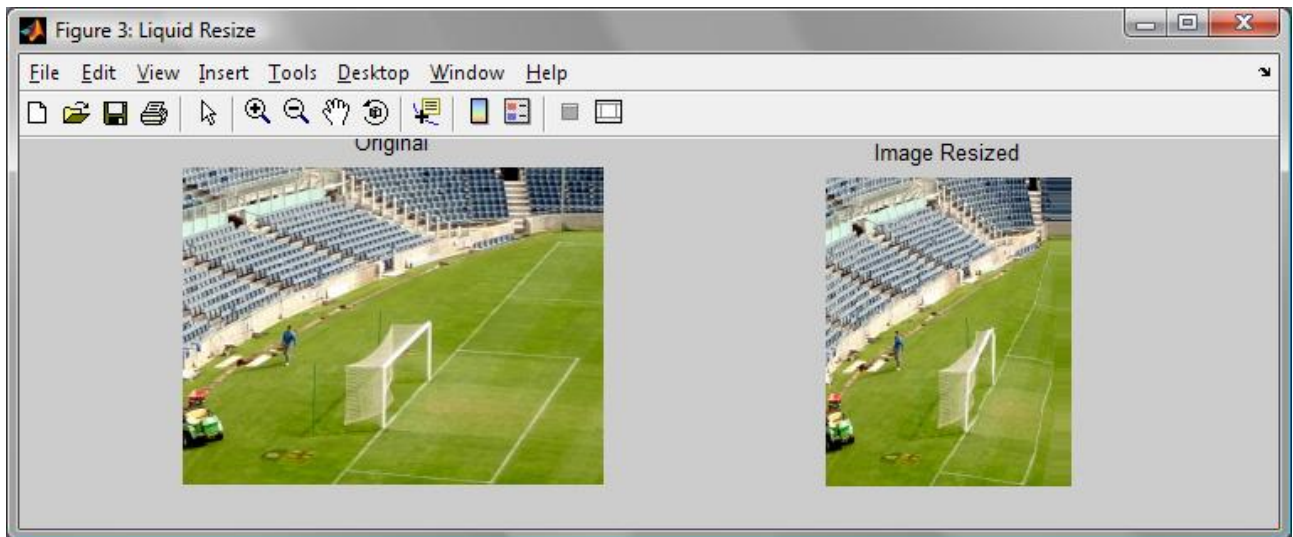 Figure 3: Liquid Resize
File Edit View Insert Tools Desktop Window Help
Original
Image Resized